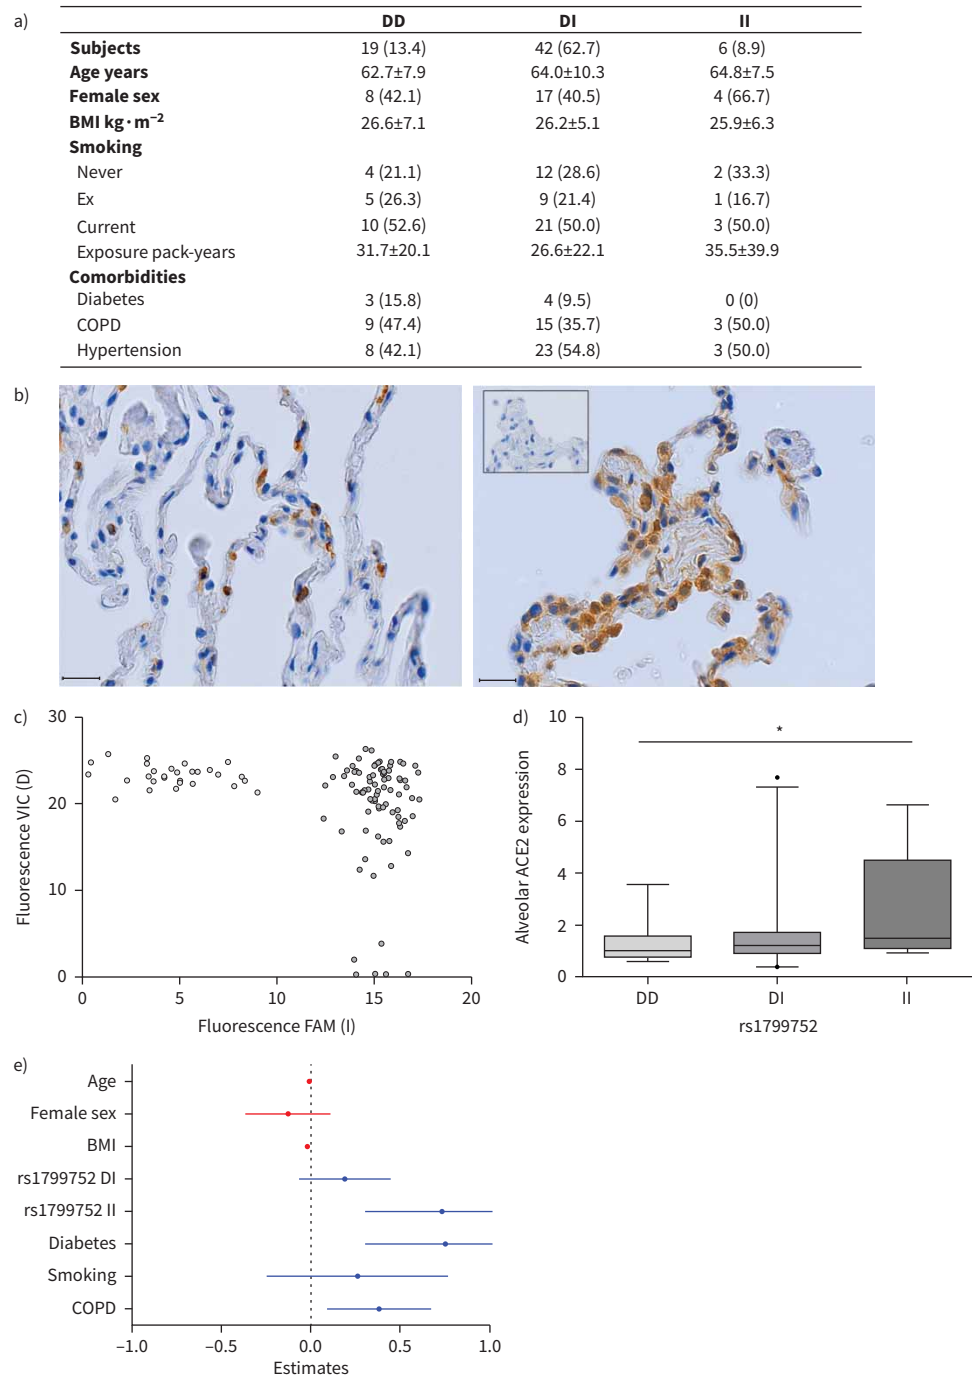 a)
DD DI II
Subjects 19 (13.4) 42 (62.7) 6 (8.9)
Age years 62.7±7.9 64.0±10.3 64.8±7.5
Female sex 8 (42.1) 17 (40.5) 4 (66.7)
BMI kg·m−2 26.6±7.1 26.2±5.1 25.9±6.3
Smoking
Never 4 (21.1) 12 (28.6) 2 (33.3)
Ex 5 (26.3) 9 (21.4) 1 (16.7)
Current 10 (52.6) 21 (50.0) 3 (50.0)
Exposure pack-years 31.7±20.1 26.6±22.1 35.5±39.9
Comorbidities
Diabetes 3 (15.8) 4 (9.5) 0 (0)
COPD 9 (47.4) 15 (35.7) 3 (50.0)
Hypertension 8 (42.1) 23 (54.8) 3 (50.0)
b)
c)
Fluorescence VIC (D)
30
20
10
0
0 5 10 15 20
Fluorescence FAM (I)
d)
Alveolar ACE2 expression
10
8
6
4
2
0
*
DD DI II
rs1799752
e)
Age
Female sex
BMI
rs1799752 DI
rs1799752 II
Diabetes
Smoking
COPD
−1.0 −0.5 0.0 0.5 1.0
Estimates